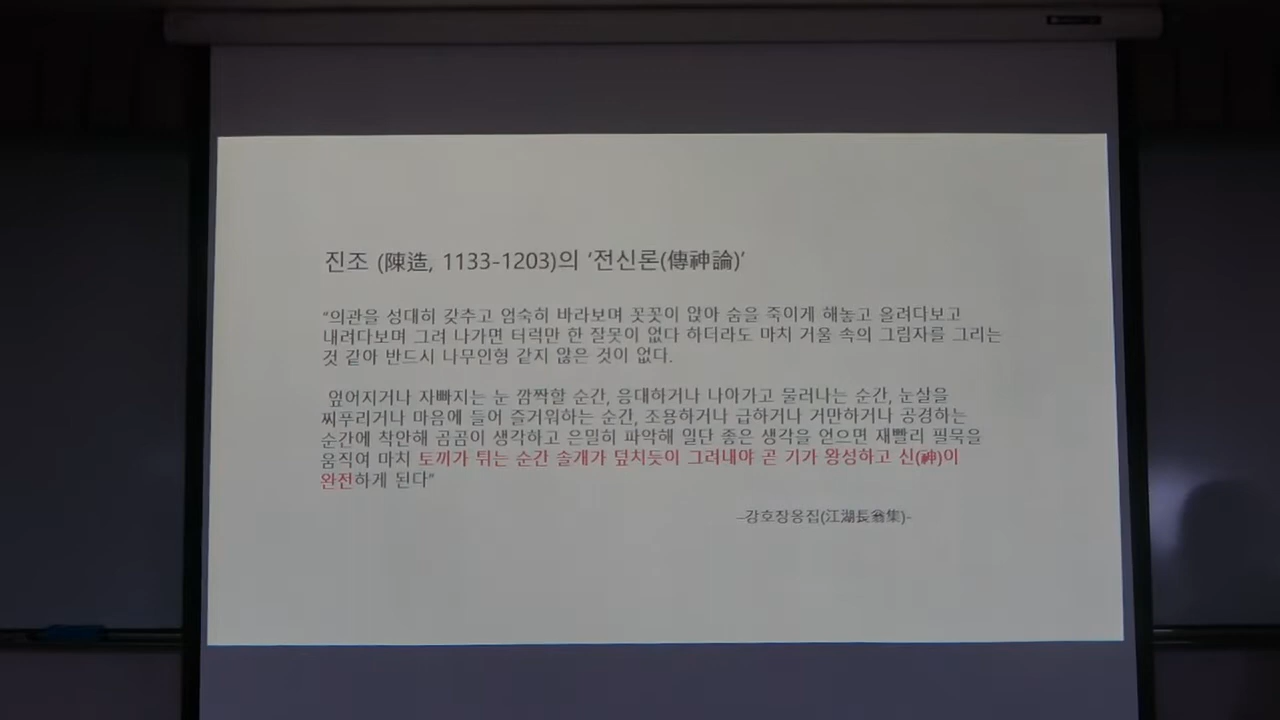 진조 (陳造, 1133-1203)의 ‘전신론(傳神論)’
“의관을 성대히 갖추고 엄숙히 바라보며 꼿꼿이 앉아 숨을 죽이게 해놓고 올려다보고
내려다보며 그려 나가면 터럭만 한 잘못이 없다 하더라도 마치 거울 속의 그림자를 그리는
것 같아 반드시 나무인형 같지 않은 것이 없다.
엎어지거나 자빠지는 눈 깜짝할 순간, 응대하거나 나아가고 물러나는 순간, 눈살을
찌푸리거나 마음에 들어 즐거워하는 순간, 조용하거나 급하거나 거만하거나 공경하는
순간에 착안해 곰곰이 생각하고 은밀히 파악해 일단 좋은 생각을 얻으면 재빨리 필묵을
움직여 마치 토끼가 튀는 순간 솔개가 덮치듯이 그려내야 곧 기가 왕성하고 신(神)이
완전하게 된다”
–강호장옹집(江湖長翁集)-